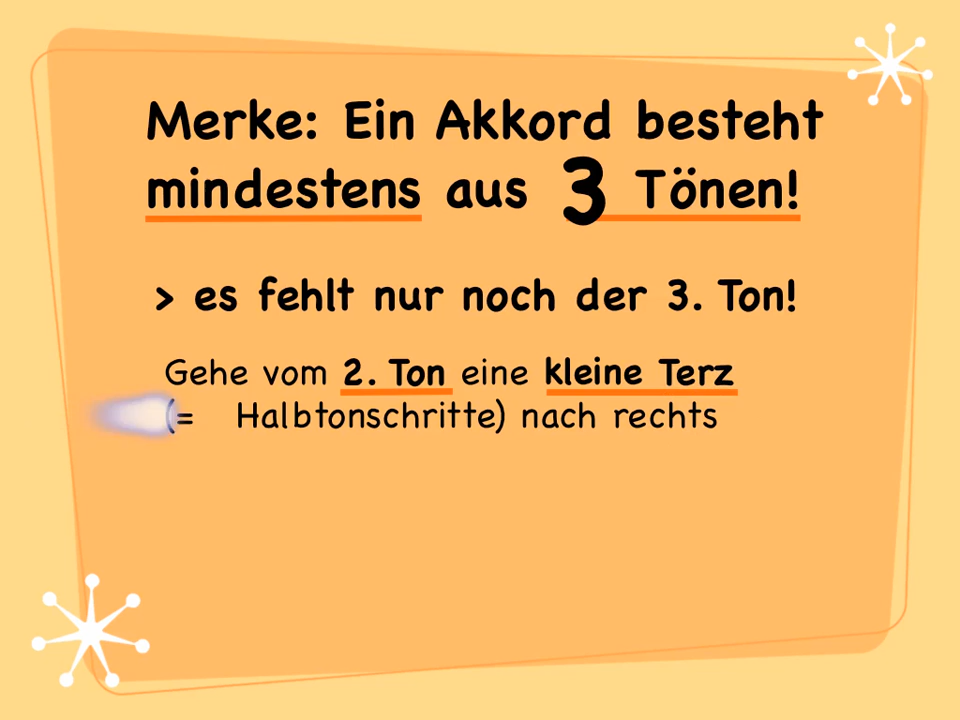 Merke: Ein Akkord besteht
mindestens aus 3 Tönen!
> es fehlt nur noch der 3. Ton!
Gehe vom 2. Ton eine kleine Terz
(= Halbtonschritte) nach rechts